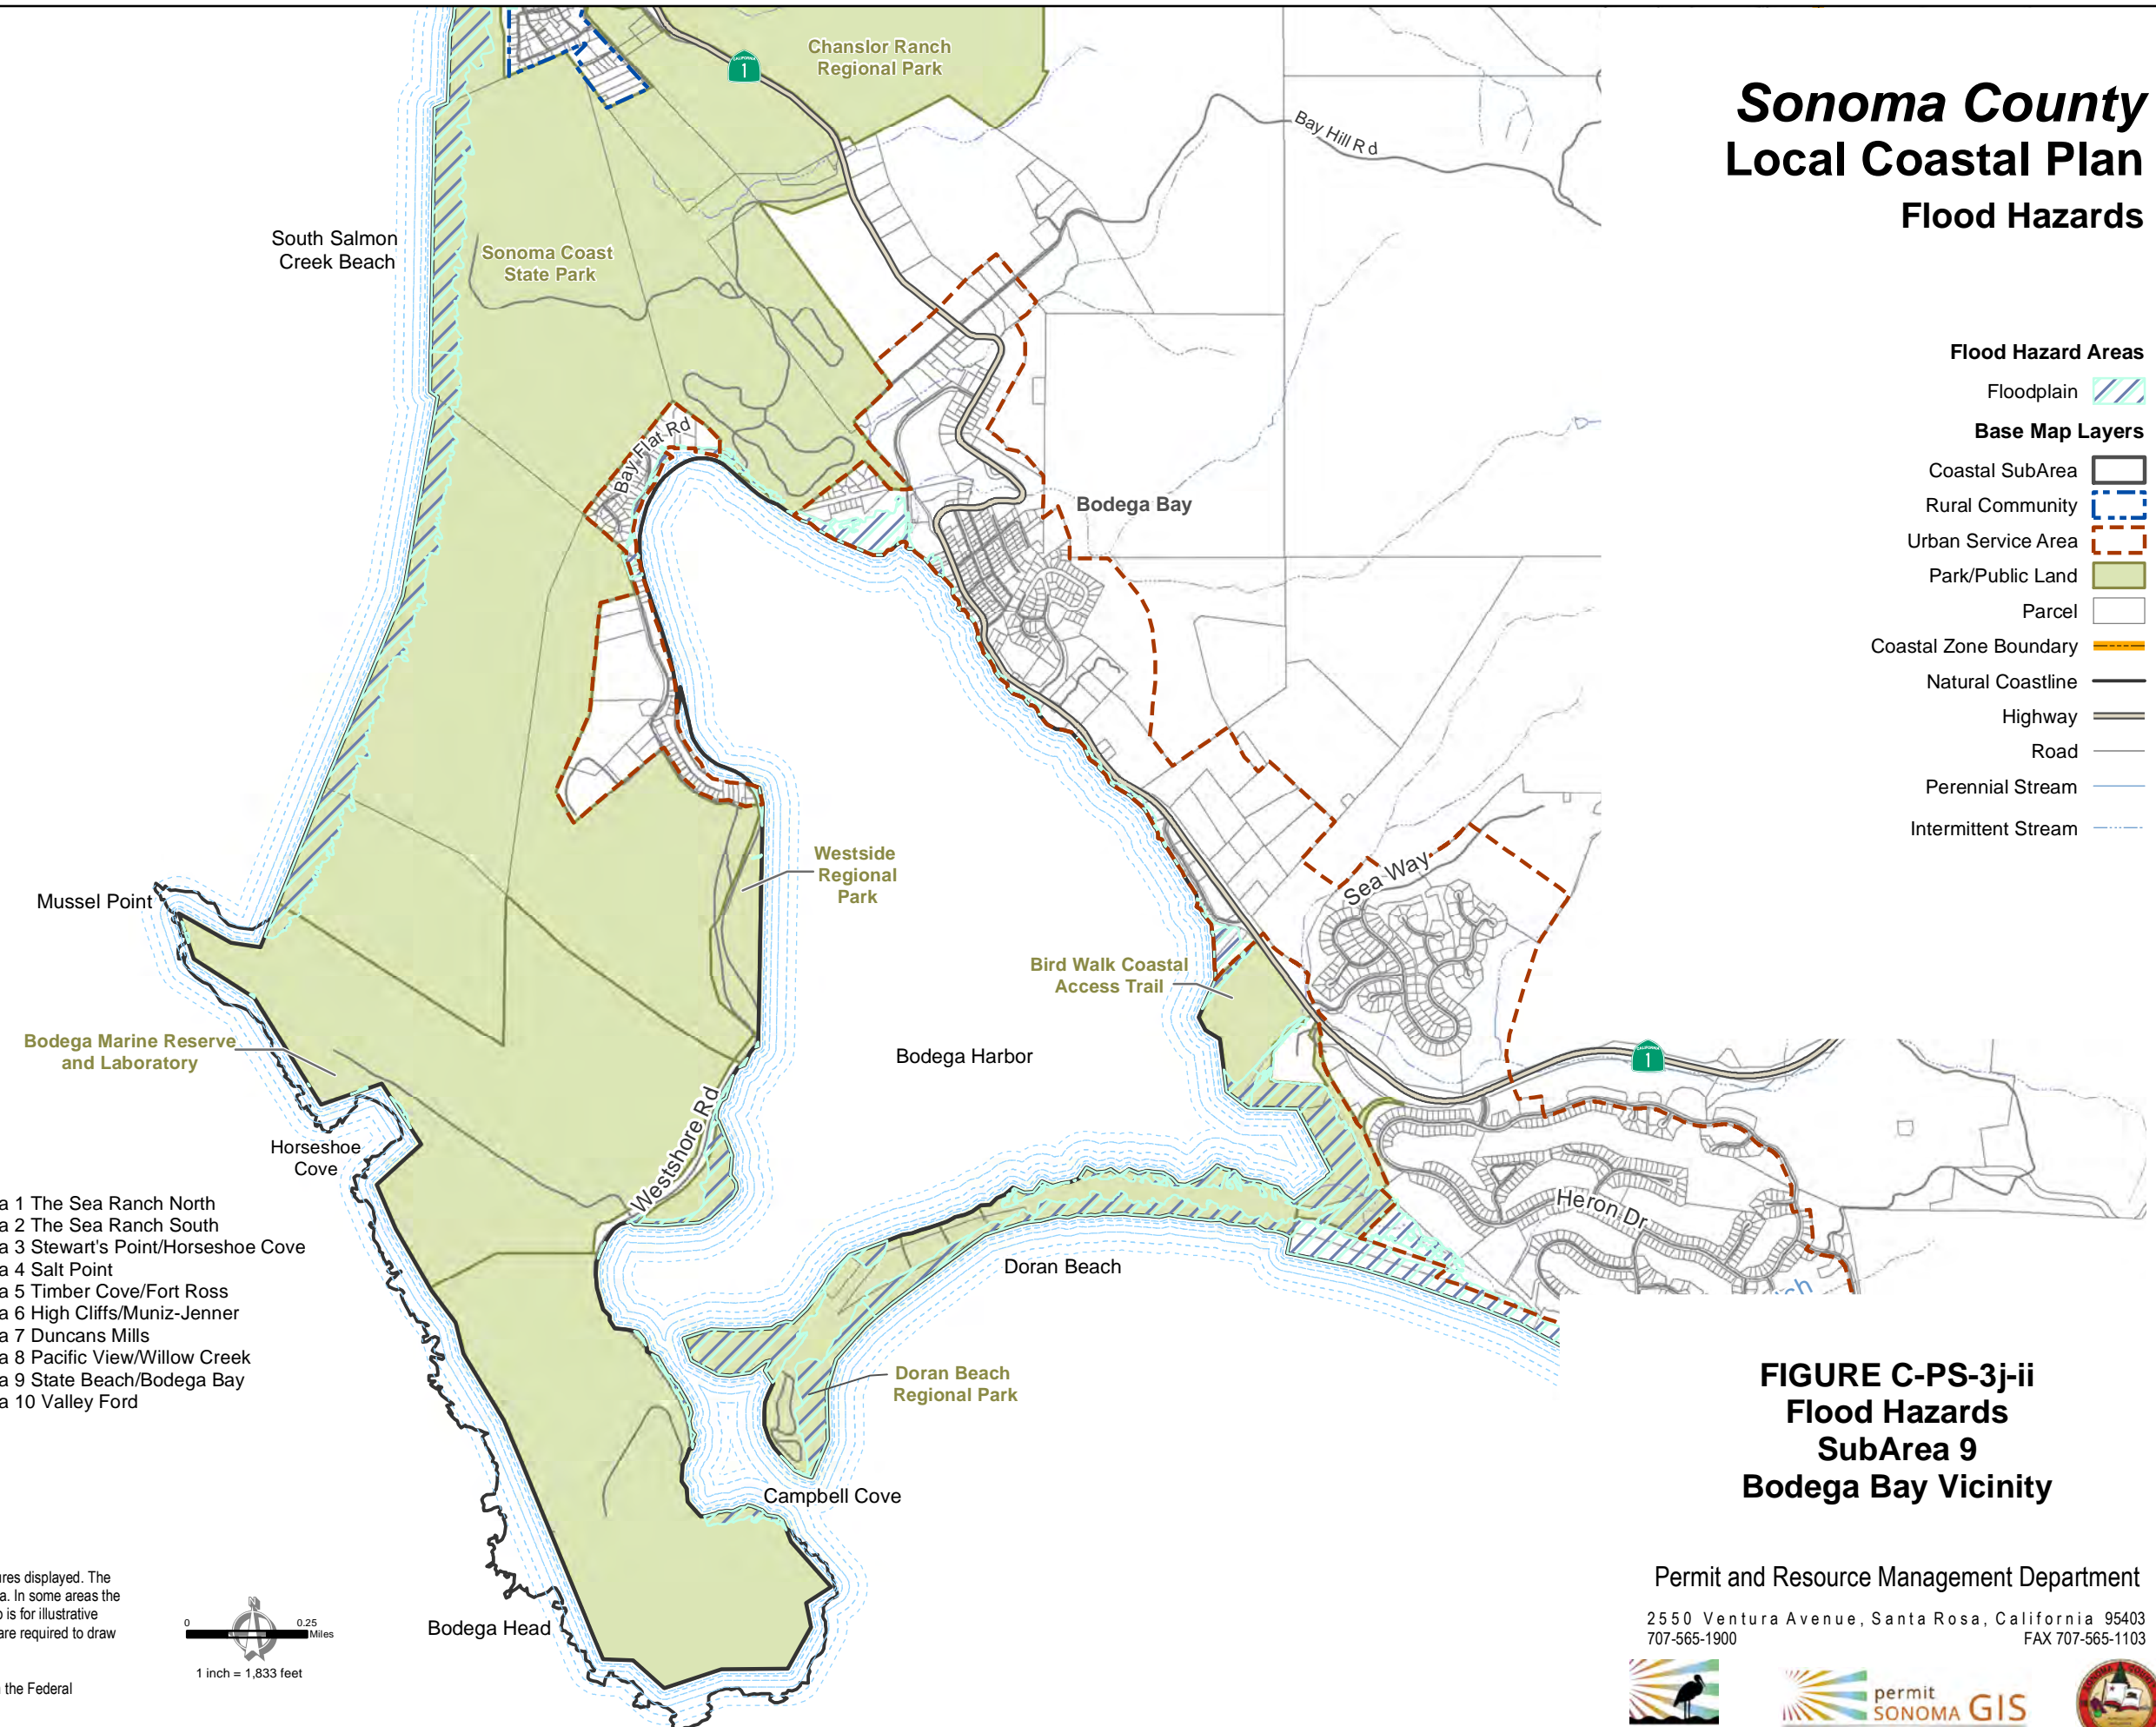 Sonoma County
Local Coastal Plan
Flood Hazards
Flood Hazard Areas
Floodplain
Base Map Layers
Coastal SubArea
Rural Community
Urban Service Area
Park/Public Land
Parcel
Coastal Zone Boundary
Natural Coastline
Highway
Road
Perennial Stream
Intermittent Stream
Chanslor Ranch
Regional Park
CALIFORNIA
1
Bay Hill Rd
South Salmon
Creek Beach
Sonoma Coast
State Park
Bay Flat Rd
Bodega Bay
Westside
Regional
Park
Sea Way
Mussel Point
Bird Walk Coastal
Access Trail
Bodega Marine Reserve
and Laboratory
Bodega Harbor
CALIFORNIA
1
Westshore Rd
Horseshoe
Cove
Heron Dr
Doran Beach
Doran Beach
Regional Park
Campbell Cove
Bodega Head
a 1 The Sea Ranch North
a 2 The Sea Ranch South
a 3 Stewart's Point/Horseshoe Cove
a 4 Salt Point
a 5 Timber Cove/Fort Ross
a 6 High Cliffs/Muniz-Jenner
a 7 Duncans Mills
a 8 Pacific View/Willow Creek
a 9 State Beach/Bodega Bay
a 10 Valley Ford
ures displayed. The
a. In some areas the
o is for illustrative
are required to draw
the Federal
0 0.25
Miles
1 inch = 1,833 feet
FIGURE C-PS-3j-ii
Flood Hazards
SubArea 9
Bodega Bay Vicinity
Permit and Resource Management Department
2550 Ventura Avenue, Santa Rosa, California 95403
707-565-1900 FAX 707-565-1103
permit
SONOMA GIS